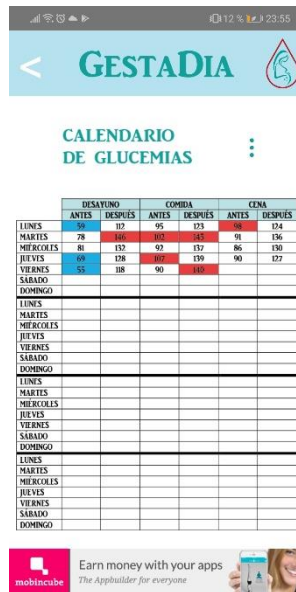 12 % 23:55
GESTADIA
CALENDARIO
DE GLUCEMIAS
DESAYUNO COMIDA CENA
ANTES DESPUÉS ANTES DESPUÉS ANTES DESPUÉS
LUNES 59 112 95 123 98 124
MARTES 78 146 102 145 91 136
MIÉRCOLES 81 132 92 137 86 130
JUEVES 69 128 107 139 90 127
VIERNES 55 118 90 140
SÁBADO
DOMINGO
LUNES
MARTES
MIÉRCOLES
JUEVES
VIERNES
SÁBADO
DOMINGO
LUNES
MARTES
MIÉRCOLES
JUEVES
VIERNES
SÁBADO
DOMINGO
LUNES
MARTES
MIÉRCOLES
JUEVES
VIERNES
SÁBADO
DOMINGO
mobincube
Earn money with your apps
The Appbuilder for everyone